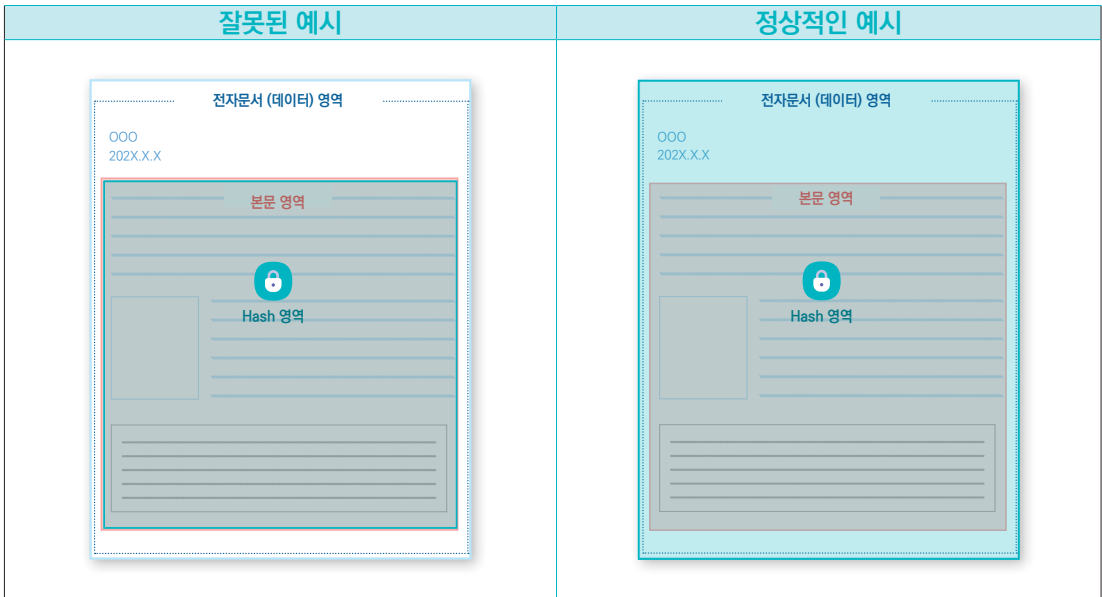 잘못된 예시
정상적인 예시
전자문서 (데이터) 영역
OOO
202X.X.X
본문 영역
Hash 영역
전자문서 (데이터) 영역
OOO
202X.X.X
본문 영역
Hash 영역